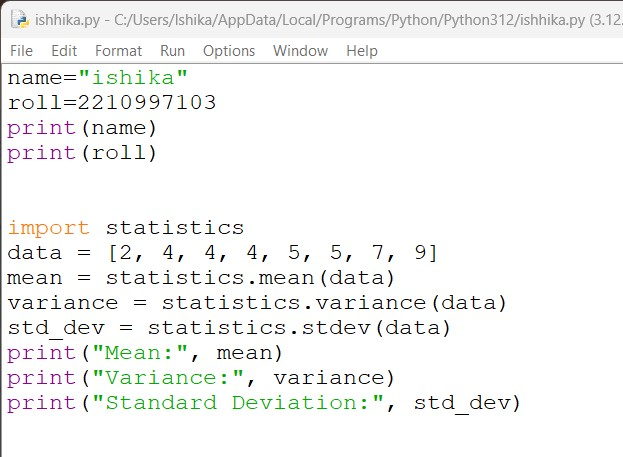 ishhika.py - C:/Users/Ishika/AppData/Local/Programs/Python/Python312/ishhika.py (3.12.
File Edit Format Run Options Window Help
name="ishika"
roll=2210997103
print(name)
print(roll)
import statistics
data = [2, 4, 4, 4, 5, 5, 7, 9]
mean = statistics.mean(data)
variance = statistics.variance(data)
std_dev = statistics.stdev(data)
print("Mean:", mean)
print("Variance:", variance)
print("Standard Deviation:", std_dev)